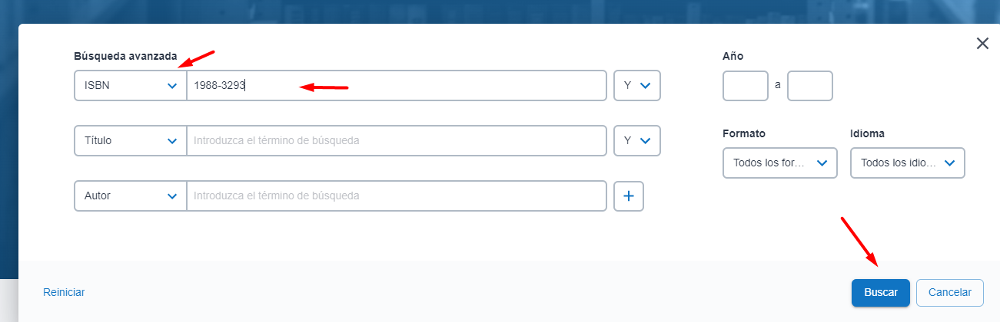 Búsqueda avanzada
ISBN 1988-3293 Y
Título Introduzca el término de búsqueda Y
Autor Introduzca el término de búsqueda +
Año
a
Formato Idioma
Todos los for... Todos los idio...
Reiniciar Buscar Cancelar